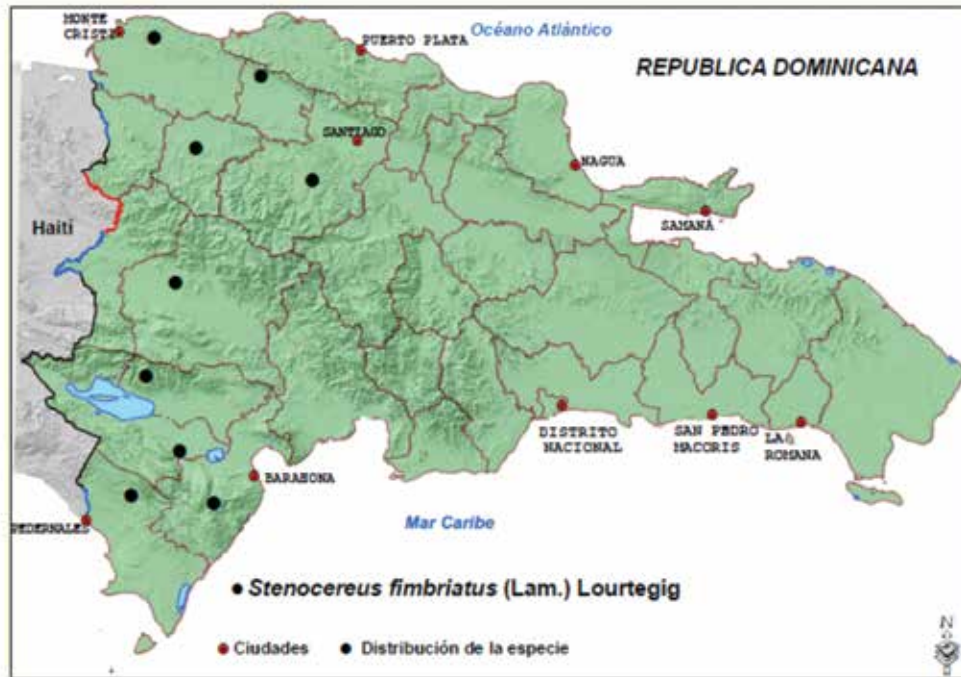 MONTE
CRISTI
PUERTO PLATA
Océano Atlántico
REPUBLICA DOMINICANA
SANTIAGO
NAGUA
SAMANÁ
Haití
DISTRITO
NACIONAL
SAN PEDRO
MACORIS
LA
ROMANA
BARAHONA
PEDERNALES
Mar Caribe
Stenocereus fimbriatus (Lam.) Lourtegig
Ciudades
Distribución de la especie
N